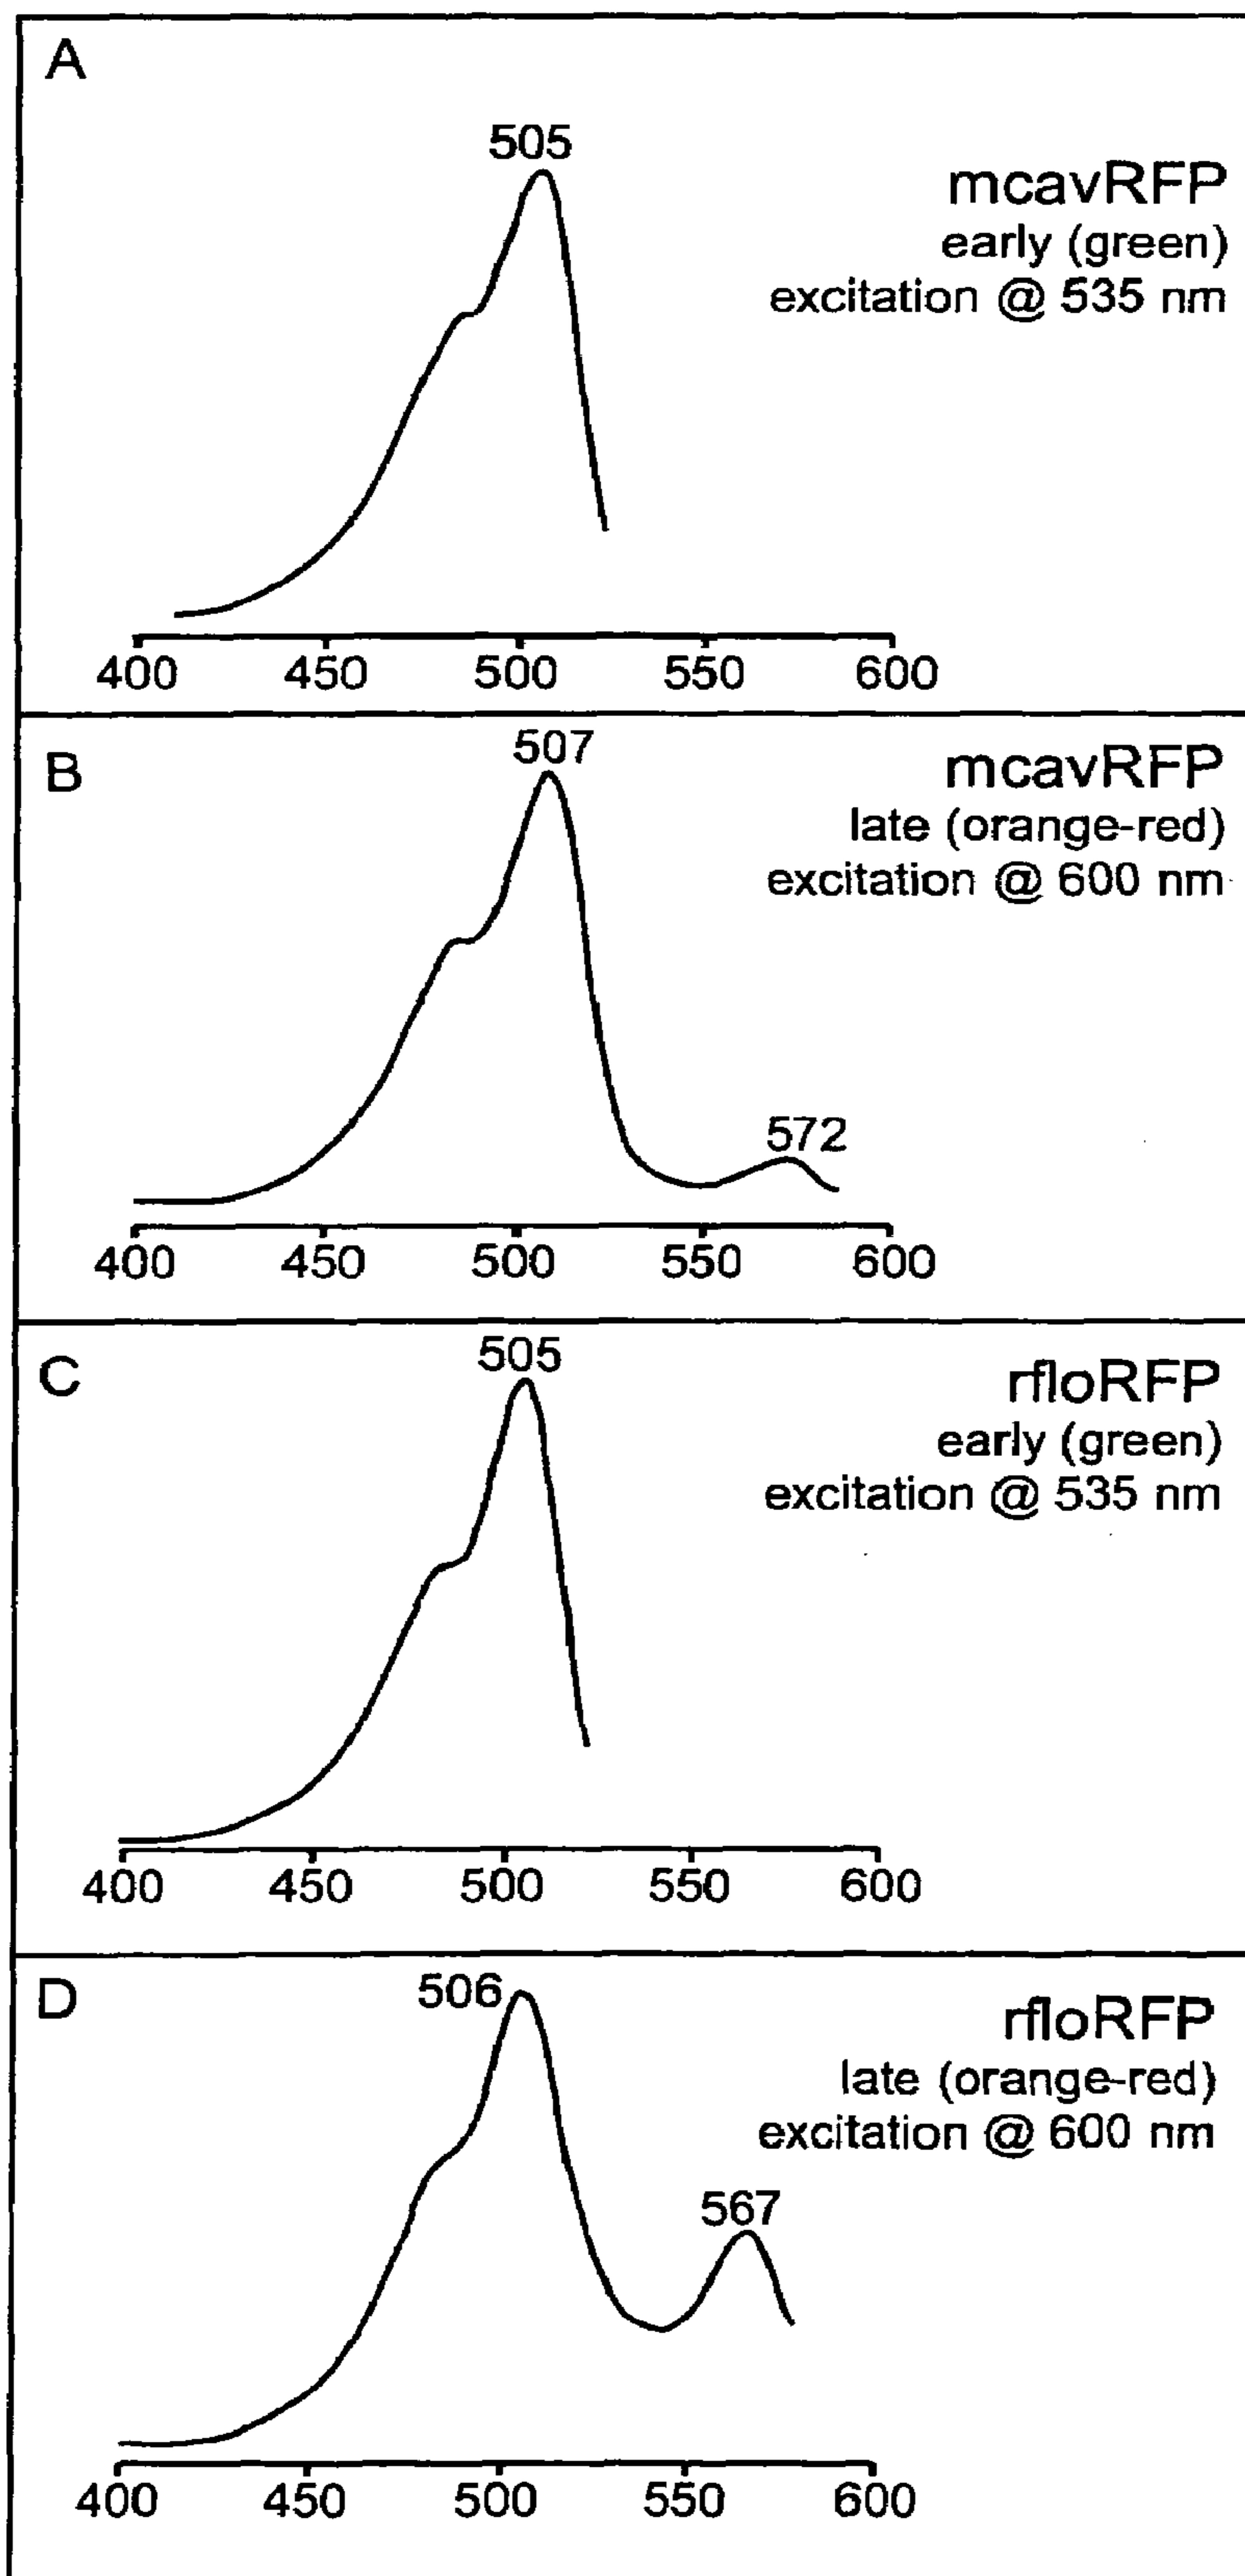 A
505
mcavRFP
early (green)
excitation @ 535 nm
400 450 500 550 600
B
507
mcavRFP
late (orange-red)
excitation @ 600 nm
572
400 450 500 550 600
C
505
rfloRFP
early (green)
excitation @ 535 nm
400 450 500 550 600
D
506
rfloRFP
late (orange-red)
excitation @ 600 nm
567
400 450 500 550 600